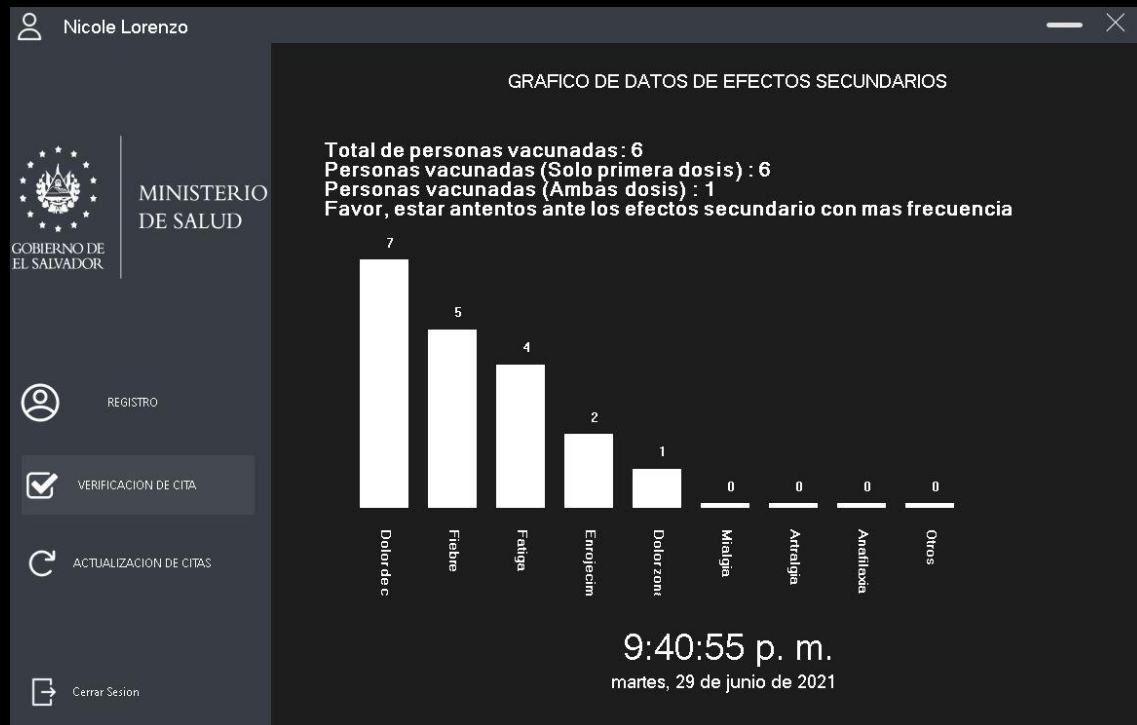 Nicole Lorenzo
GOBIERNO DE
EL SALVADOR
MINISTERIO
DE SALUD
REGISTRO
VERIFICACION DE CITA
ACTUALIZACION DE CITAS
Cerrar Sesion
GRAFICO DE DATOS DE EFECTOS SECUNDARIOS
Total de personas vacunadas: 6
Personas vacunadas (Solo primera dosis) : 6
Personas vacunadas (Ambas dosis) : 1
Favor, estar antentos ante los efectos secundario con mas frecuencia
7
5
4
2
1
0
0
0
0
Dolor de c
Fiebre
Fatiga
Enrojecim
Dolor zona
Mialgia
Artralgia
Anafilaxia
Otros
9:40:55 p. m.
martes, 29 de junio de 2021